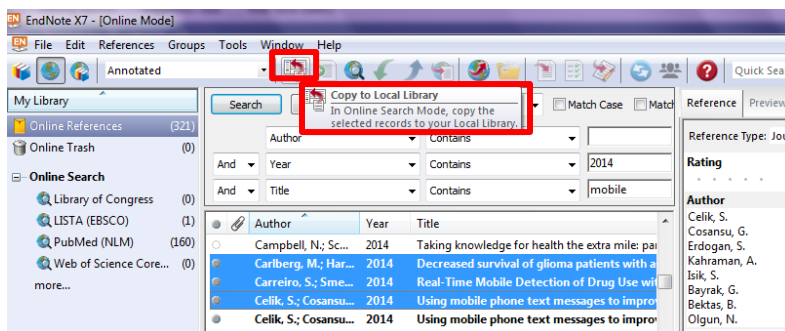 EndNote X7 - [Online Mode]
File Edit References Groups Tools Window Help
Annotated
Quick Sea
My Library
Search
Copy to Local Library
In Online Search Mode, copy the
selected records to your Local Library.
Match Case
Match
Reference
Preview
Online References (321)
Online Trash (0)
Online Search
Library of Congress (0)
LISTA (EBSCO) (1)
PubMed (NLM) (160)
Web of Science Core... (0)
more...
Author Contains
And Year Contains 2014
And Title Contains mobile
Author Year Title
Campbell, N.; Sc... 2014 Taking knowledge for health the extra mile: par
Carlberg, M.; Har... 2014 Decreased survival of glioma patients with a
Carreiro, S.; Sme... 2014 Real-Time Mobile Detection of Drug Use wit
Celik, S.; Cosansu... 2014 Using mobile phone text messages to improv
Celik, S.; Cosansu... 2014 Using mobile phone text messages to improv
Reference Type: Jou
Rating
Author
Celik, S.
Cosansu, G.
Erdogan, S.
Kahraman, A.
Isik, S.
Bayrak, G.
Bektas, B.
Olgun, N.